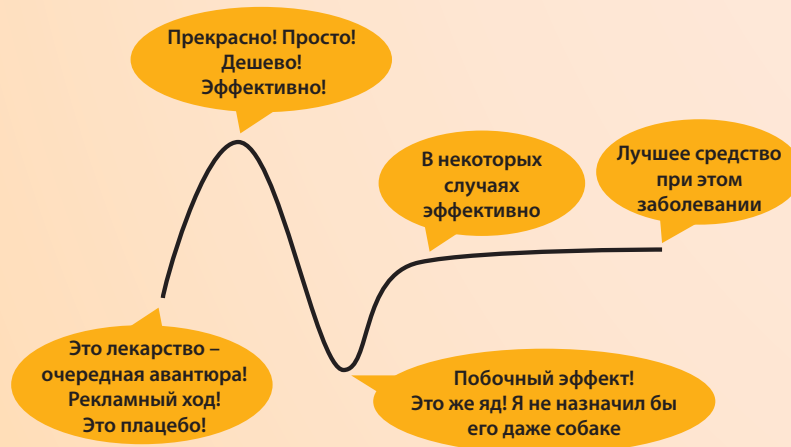 Прекрасно! Просто!
Дешево!
Эффективно!
В некоторых
случаях
эффективно
Лучшее средство
при этом
заболевании
Это лекарство –
очередная авантюра!
Рекламный ход!
Это плацебо!
Побочный эффект!
Это же яд! Я не назначил бы
его даже собаке